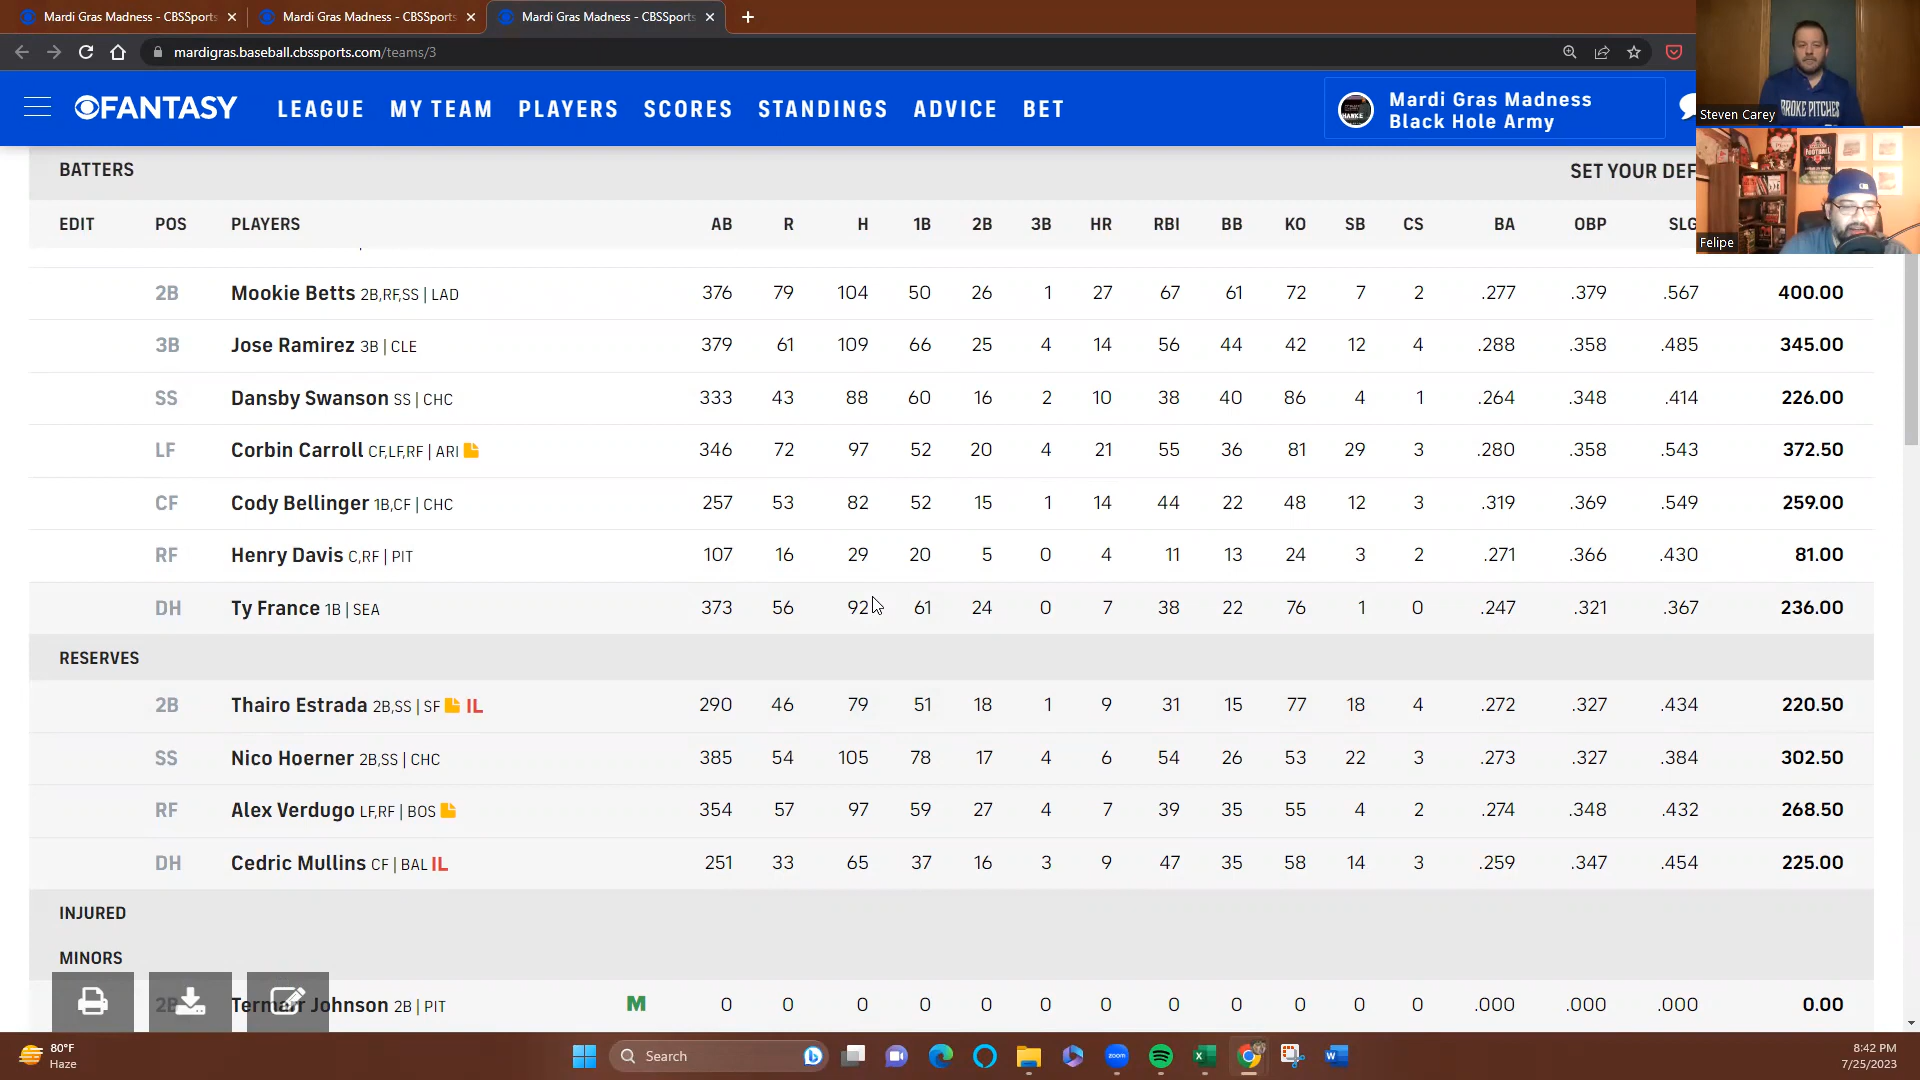 Mardi Gras Madness - CBSSports
Mardi Gras Madness - CBSSports
Mardi Gras Madness - CBSSports
mardigras.baseball.cbssports.com/teams/3
FANTASY LEAGUE MY TEAM PLAYERS SCORES STANDINGS ADVICE BET
Mardi Gras Madness
Black Hole Army
BROKE PITCHES
Steven Carey
FOOTBALL
Felipe
BATTERS SET YOUR DEF
EDIT POS PLAYERS AB R H 1B 2B 3B HR RBI BB KO SB CS BA OBP SLG
2B Mookie Betts 2B,RF,SS | LAD 376 79 104 50 26 1 27 67 61 72 7 2 .277 .379 .567 400.00
3B Jose Ramirez 3B | CLE 379 61 109 66 25 4 14 56 44 42 12 4 .288 .358 .485 345.00
SS Dansby Swanson SS | CHC 333 43 88 60 16 2 10 38 40 86 4 1 .264 .348 .414 226.00
LF Corbin Carroll CF,LF,RF | ARI 346 72 97 52 20 4 21 55 36 81 29 3 .280 .358 .543 372.50
CF Cody Bellinger 1B,CF | CHC 257 53 82 52 15 1 14 44 22 48 12 3 .319 .369 .549 259.00
RF Henry Davis C,RF | PIT 107 16 29 20 5 0 4 11 13 24 3 2 .271 .366 .430 81.00
DH Ty France 1B | SEA 373 56 92 61 24 0 7 38 22 76 1 0 .247 .321 .367 236.00
RESERVES
2B Thairo Estrada 2B,SS | SF IL 290 46 79 51 18 1 9 31 15 77 18 4 .272 .327 .434 220.50
SS Nico Hoerner 2B,SS | CHC 385 54 105 78 17 4 6 54 26 53 22 3 .273 .327 .384 302.50
RF Alex Verdugo LF,RF | BOS 354 57 97 59 27 4 7 39 35 55 4 2 .274 .348 .432 268.50
DH Cedric Mullins CF | BAL IL 251 33 65 37 16 3 9 47 35 58 14 3 .259 .347 .454 225.00
INJURED
MINORS
2B Termarr Johnson 2B | PIT M 0 0 0 0 0 0 0 0 0 0 0 0 .000 .000 .000 0.00
80°F
Haze
Search
zoom
8:42 PM
7/25/2023